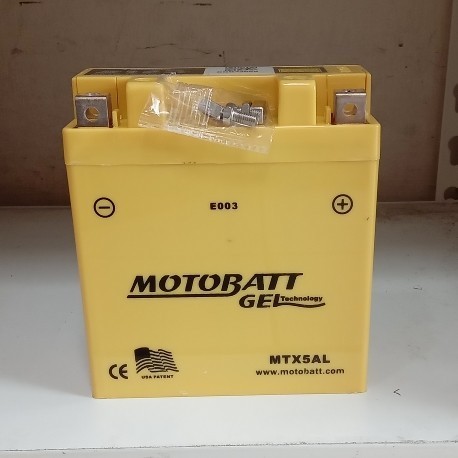 E003
MOTOBATT
GEL Technology
CE
MTX5AL
USA PATENT
www.motobatt.com